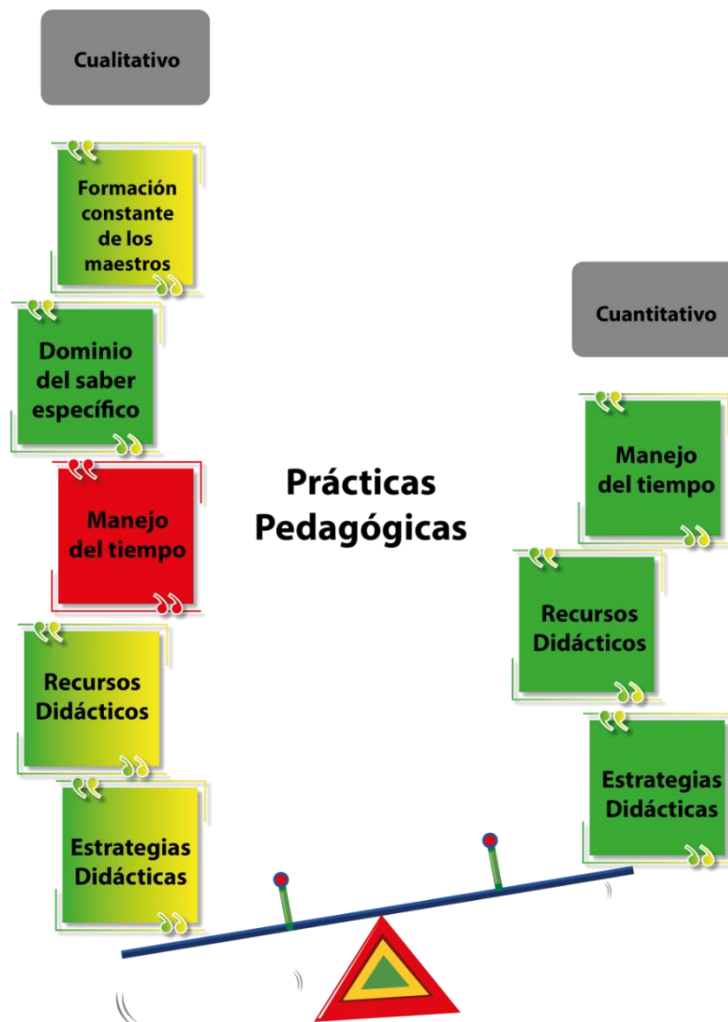 Cualitativo
Formación
constante
de los
maestros
Dominio
del saber
específico
Manejo
del tiempo
Recursos
Didácticos
Estrategias
Didácticas
Prácticas
Pedagógicas
Cuantitativo
Manejo
del tiempo
Recursos
Didácticos
Estrategias
Didácticas